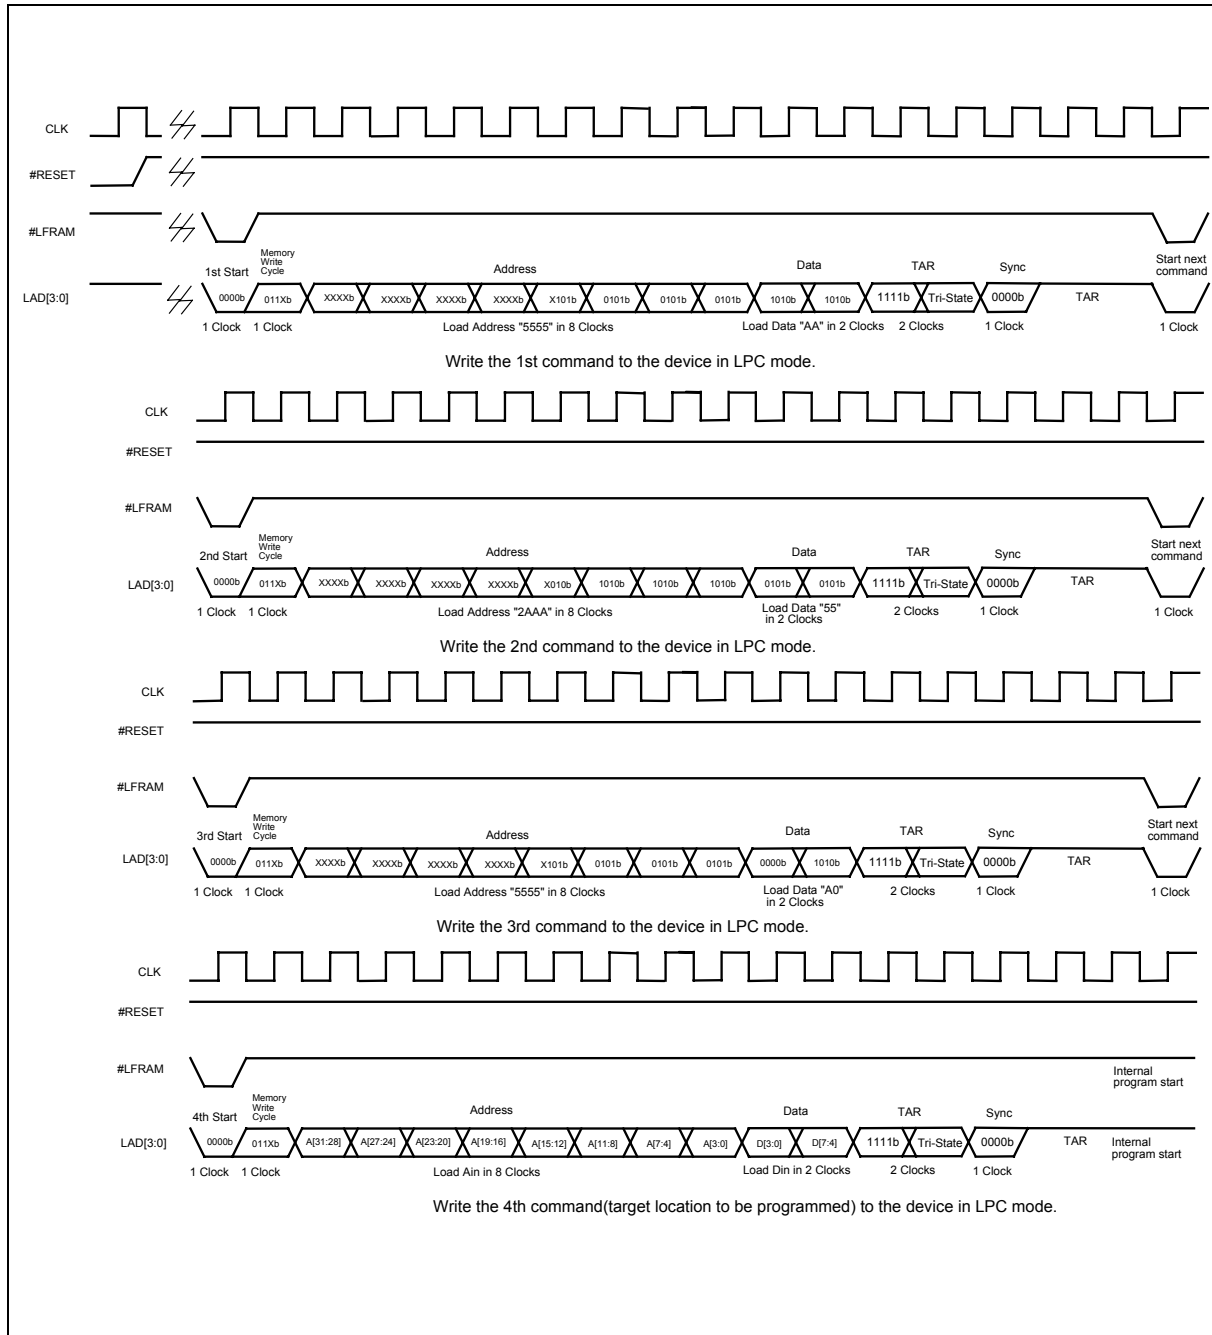 CLK
#RESET
#LFRAM
Memory
Write
Cycle
1st Start
Address
Data
TAR
Sync
Start next
command
LAD[3:0]
0000b 011Xb XXXXb XXXXb XXXXb XXXXb X101b 0101b 0101b 0101b 1010b 1010b 1111b Tri-State 0000b TAR
1 Clock 1 Clock Load Address "5555" in 8 Clocks Load Data "AA" in 2 Clocks 2 Clocks 1 Clock 1 Clock
Write the 1st command to the device in LPC mode.
CLK
#RESET
#LFRAM
Memory
Write
Cycle
2nd Start
Address
Data
TAR
Sync
Start next
command
LAD[3:0]
0000b 011Xb XXXXb XXXXb XXXXb XXXXb X010b 1010b 1010b 1010b 0101b 0101b 1111b Tri-State 0000b TAR
1 Clock 1 Clock Load Address "2AAA" in 8 Clocks Load Data "55"
in 2 Clocks 2 Clocks 1 Clock 1 Clock
Write the 2nd command to the device in LPC mode.
CLK
#RESET
#LFRAM
Memory
Write
Cycle
3rd Start
Address
Data
TAR
Sync
Start next
command
LAD[3:0]
0000b 011Xb XXXXb XXXXb XXXXb XXXXb X101b 0101b 0101b 0101b 0000b 1010b 1111b Tri-State 0000b TAR
1 Clock 1 Clock Load Address "5555" in 8 Clocks Load Data "A0"
in 2 Clocks 2 Clocks 1 Clock 1 Clock
Write the 3rd command to the device in LPC mode.
CLK
#RESET
#LFRAM
Internal
program start
Memory
Write
Cycle
4th Start
Address
Data
TAR
Sync
LAD[3:0]
0000b 011Xb A[31:28] A[27:24] A[23:20] A[19:16] A[15:12] A[11:8] A[7:4] A[3:0] D[3:0] D[7:4] 1111b Tri-State 0000b TAR
Internal
program start
1 Clock 1 Clock Load Ain in 8 Clocks Load Din in 2 Clocks 2 Clocks 1 Clock
Write the 4th command(target location to be programmed) to the device in LPC mode.